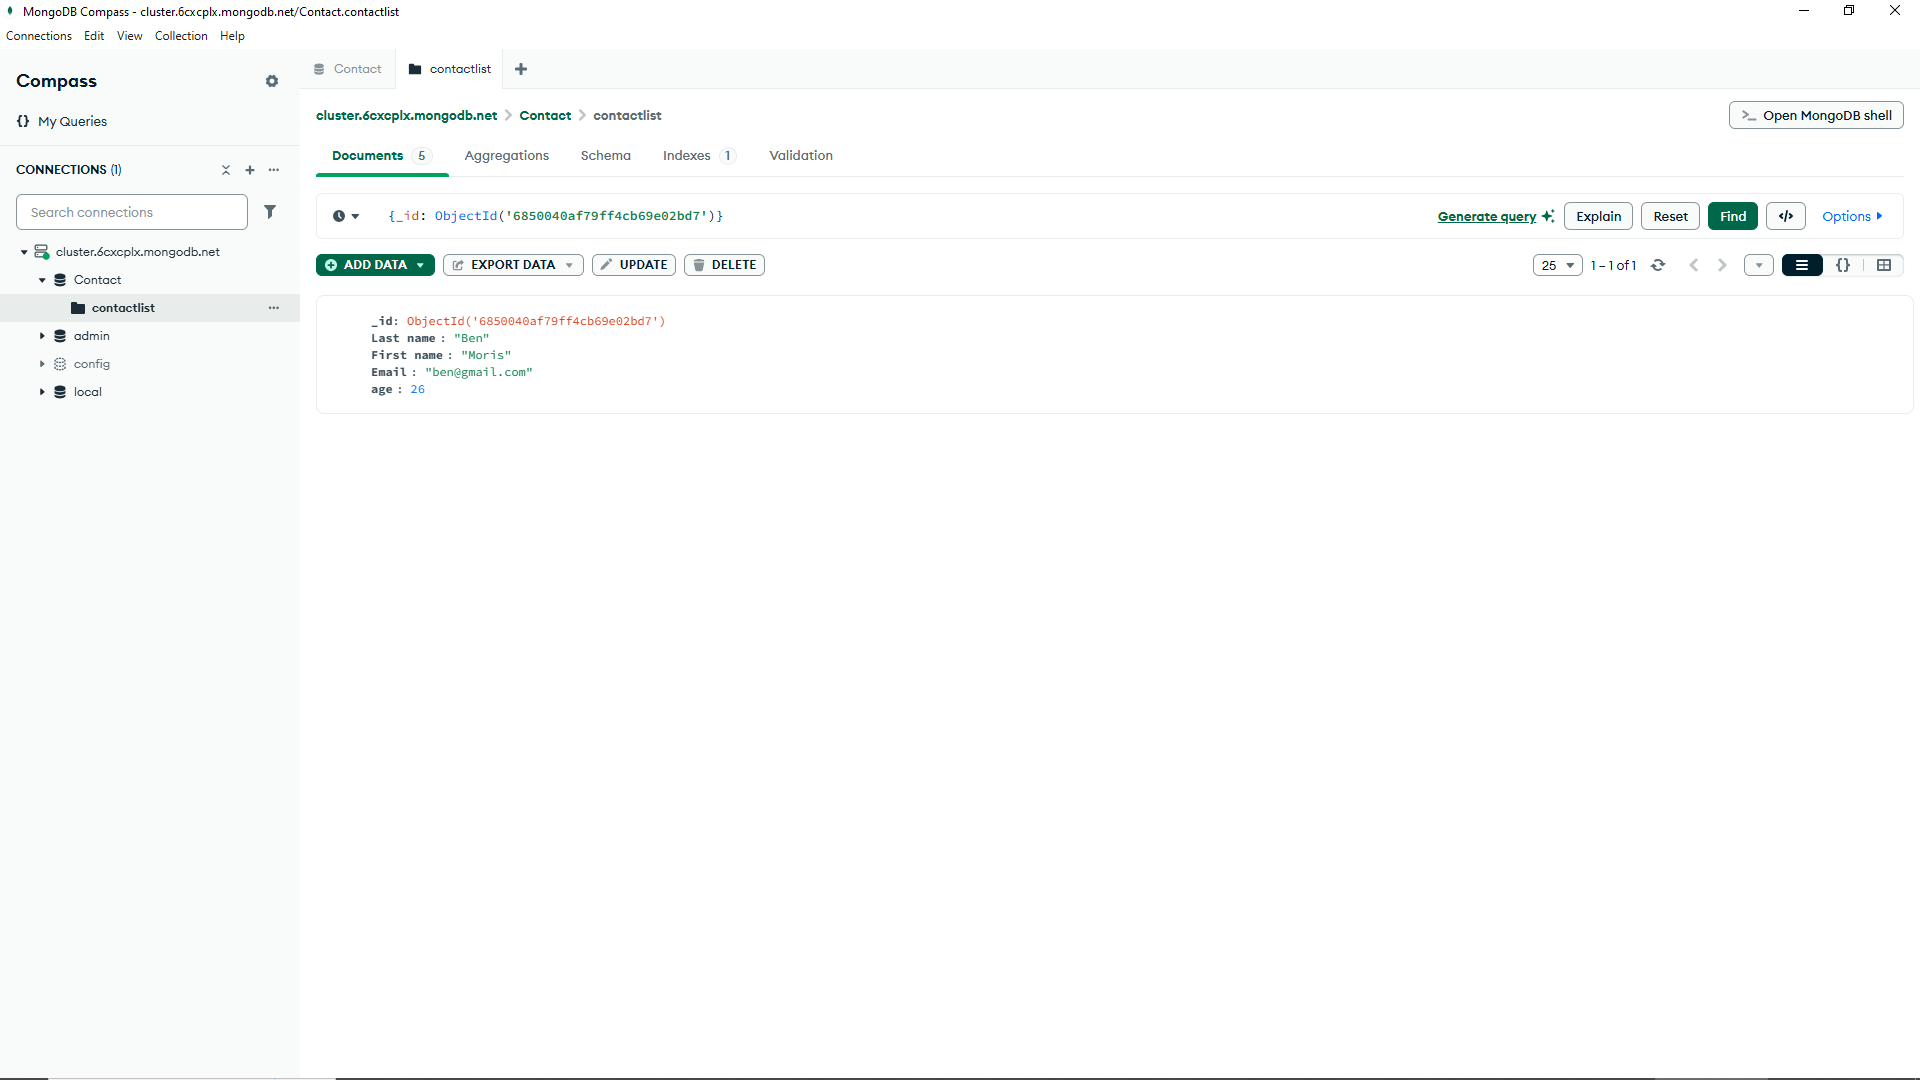 MongoDB Compass - cluster.6cxcplx.mongodb.net/Contact.contactlist
Connections Edit View Collection Help
Compass
{} My Queries
CONNECTIONS (1)
Search connections
cluster.6cxcplx.mongodb.net
Contact
contactlist
admin
config
local
Contact
contactlist
cluster.6cxcplx.mongodb.net > Contact > contactlist
>_ Open MongoDB shell
Documents 5 Aggregations Schema Indexes 1 Validation
{_id: ObjectId('6850040af79ff4cb69e02bd7')}
Generate query Explain Reset Find </> Options
ADD DATA EXPORT DATA UPDATE DELETE
25 1 – 1 of 1 {}
_id: ObjectId('6850040af79ff4cb69e02bd7')
Last name : "Ben"
First name : "Moris"
Email : "ben@gmail.com"
age : 26